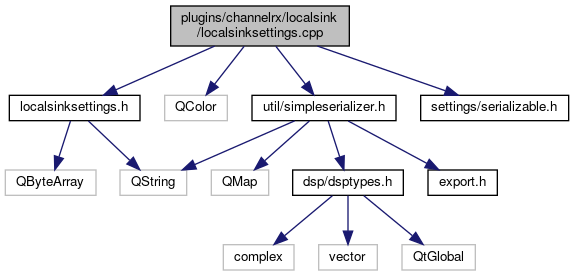 plugins/channelrx/localsink
/localsinksettings.cpp
localsinksettings.h
QColor
util/simpleserializer.h
settings/serializable.h
QByteArray
QString
QMap
dsp/dsptypes.h
export.h
complex
vector
QtGlobal